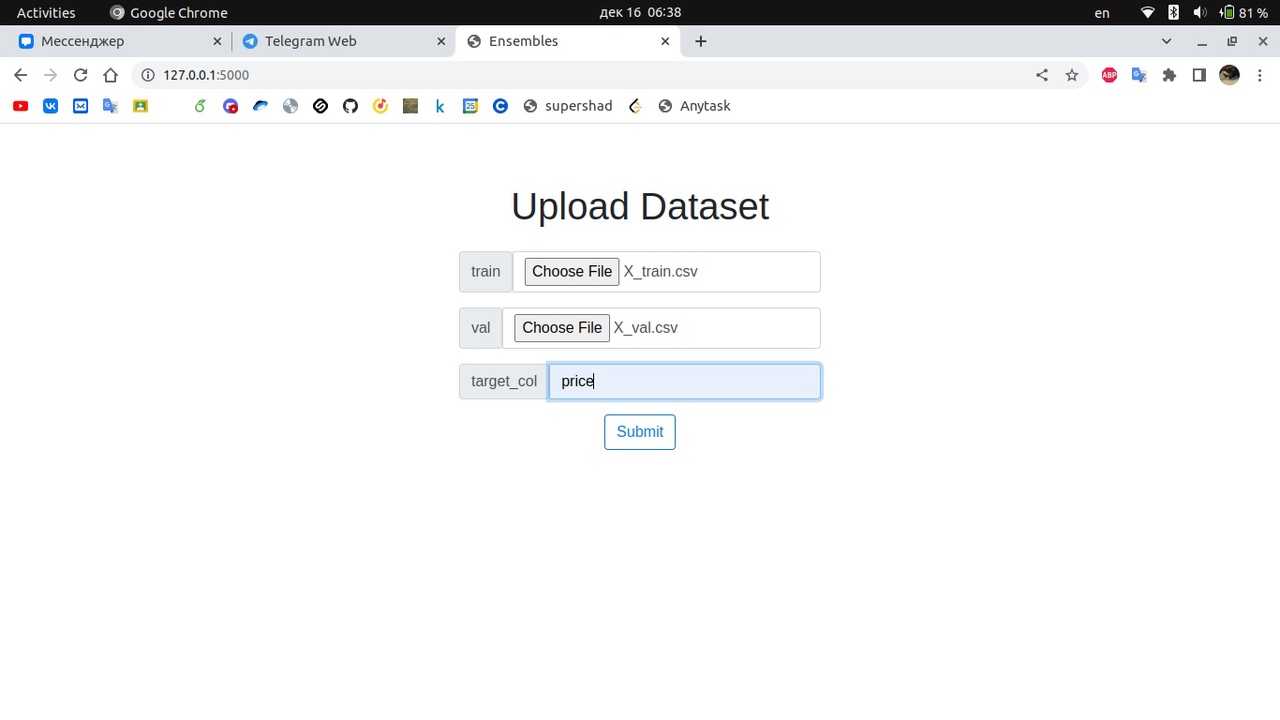 Activities Google Chrome дек 16 06:38 en 81 %
Мессенджер Telegram Web Ensembles
127.0.0.1:5000 ABP
k 25 C supershad Anytask
Upload Dataset
train Choose File X_train.csv
val Choose File X_val.csv
target_col price
Submit